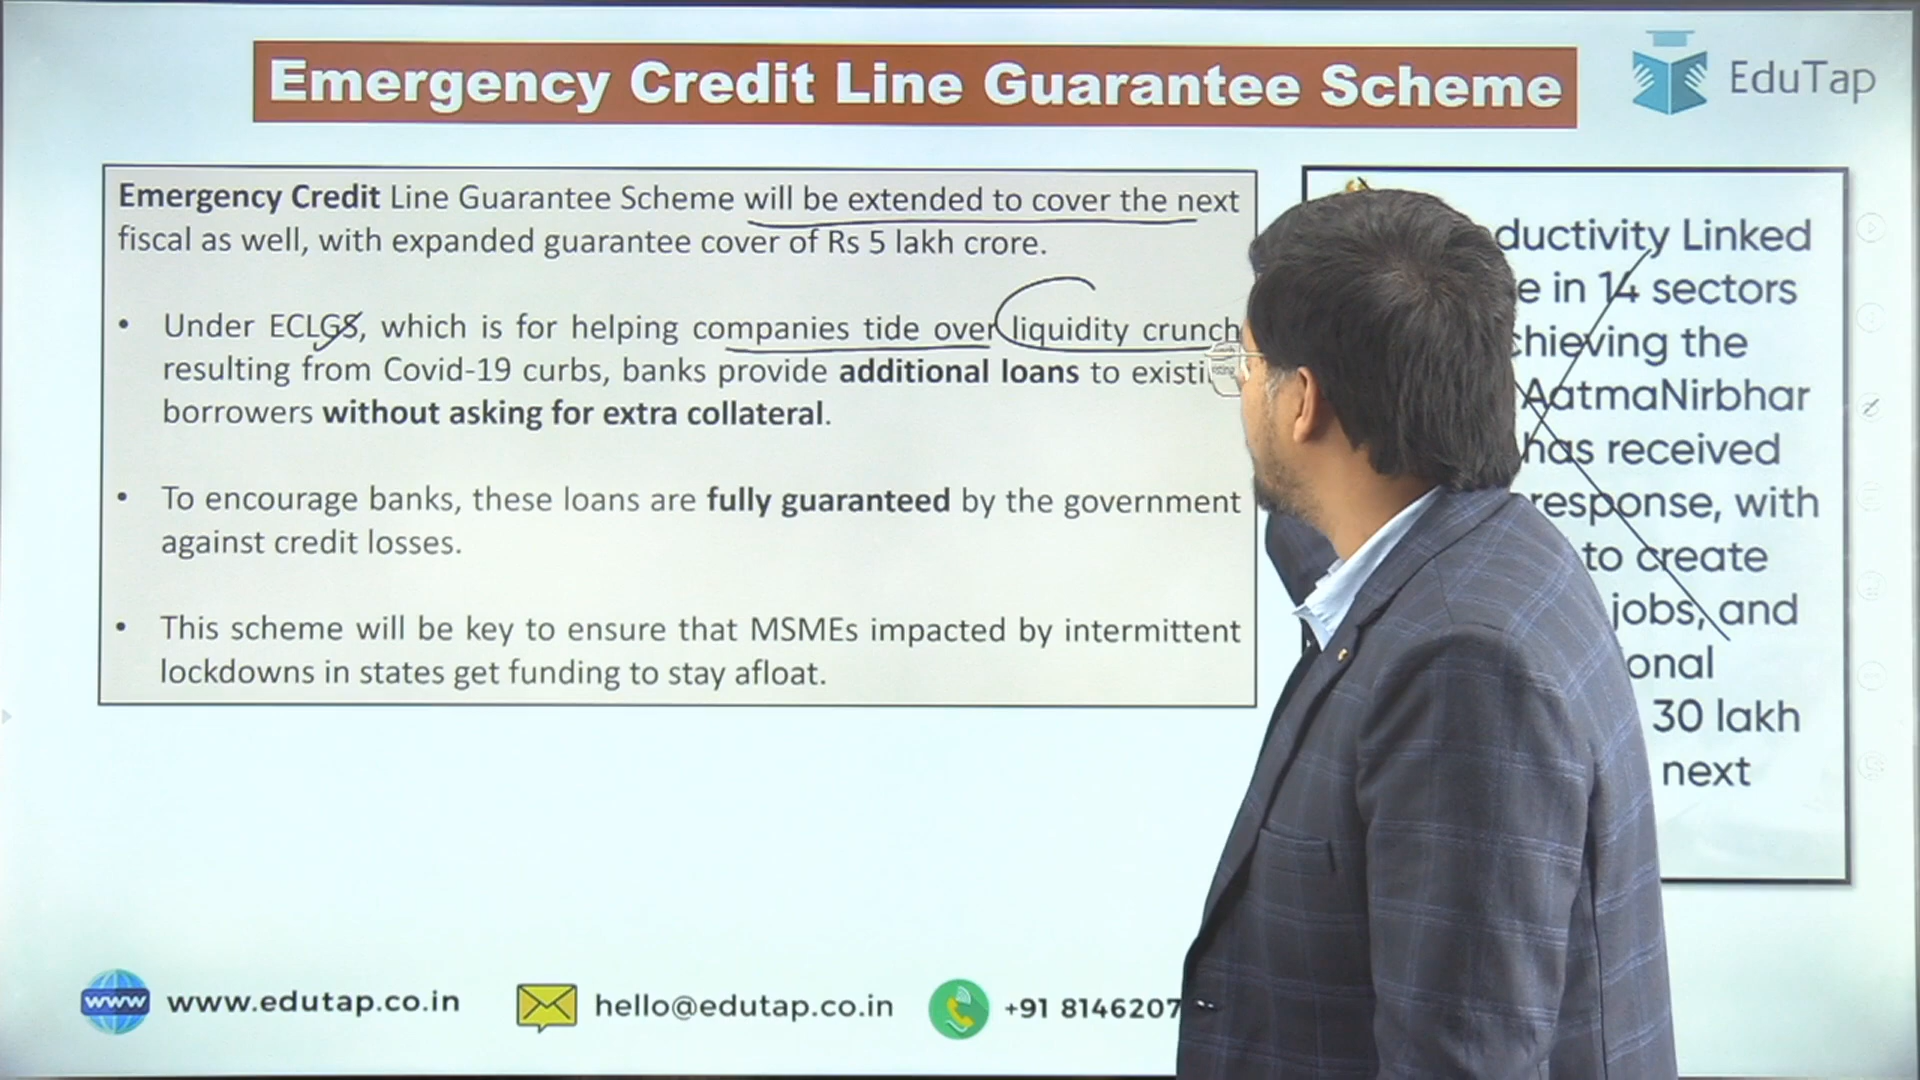 Emergency Credit Line Guarantee Scheme
EduTap
Emergency Credit Line Guarantee Scheme will be extended to cover the next
fiscal as well, with expanded guarantee cover of Rs 5 lakh crore.
• Under ECLGS, which is for helping companies tide over liquidity crunch
resulting from Covid-19 curbs, banks provide additional loans to
borrowers without asking for extra collateral.
• To encourage banks, these loans are fully guaranteed by the government
against credit losses.
• This scheme will be key to ensure that MSMEs impacted by intermittent
lockdowns in states get funding to stay afloat.
Linked
in 14 sectors
the
AatmaNirbhar
has received
with
to create
jobs, and
30 lakh
next
www www.edutap.co.in
hello@edutap.co.in
+91 8146207